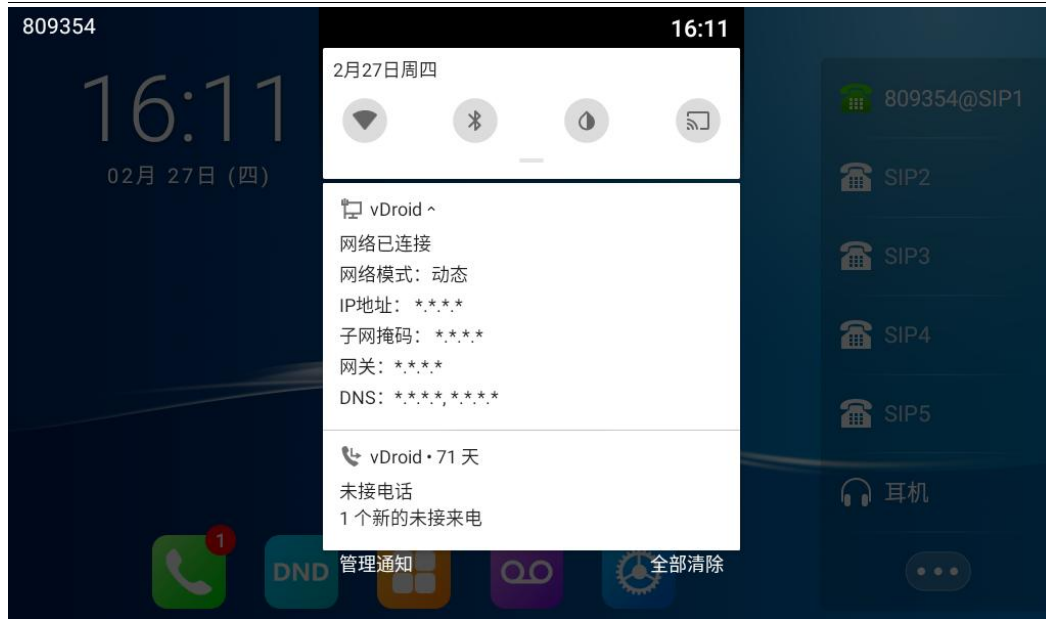 809354
16:11
16:11
02月 27日 (四)
2月27日周四
vDroid
网络已连接
网络模式：动态
IP地址： *.*.*.*
子网掩码： *.*.*.*
网关：*.*.*.*
DNS：*.*.*.*, *.*.*.*
vDroid • 71 天
未接电话
1 个新的未接来电
管理通知
全部清除
809354@SIP1
SIP2
SIP3
SIP4
SIP5
耳机
1
DND